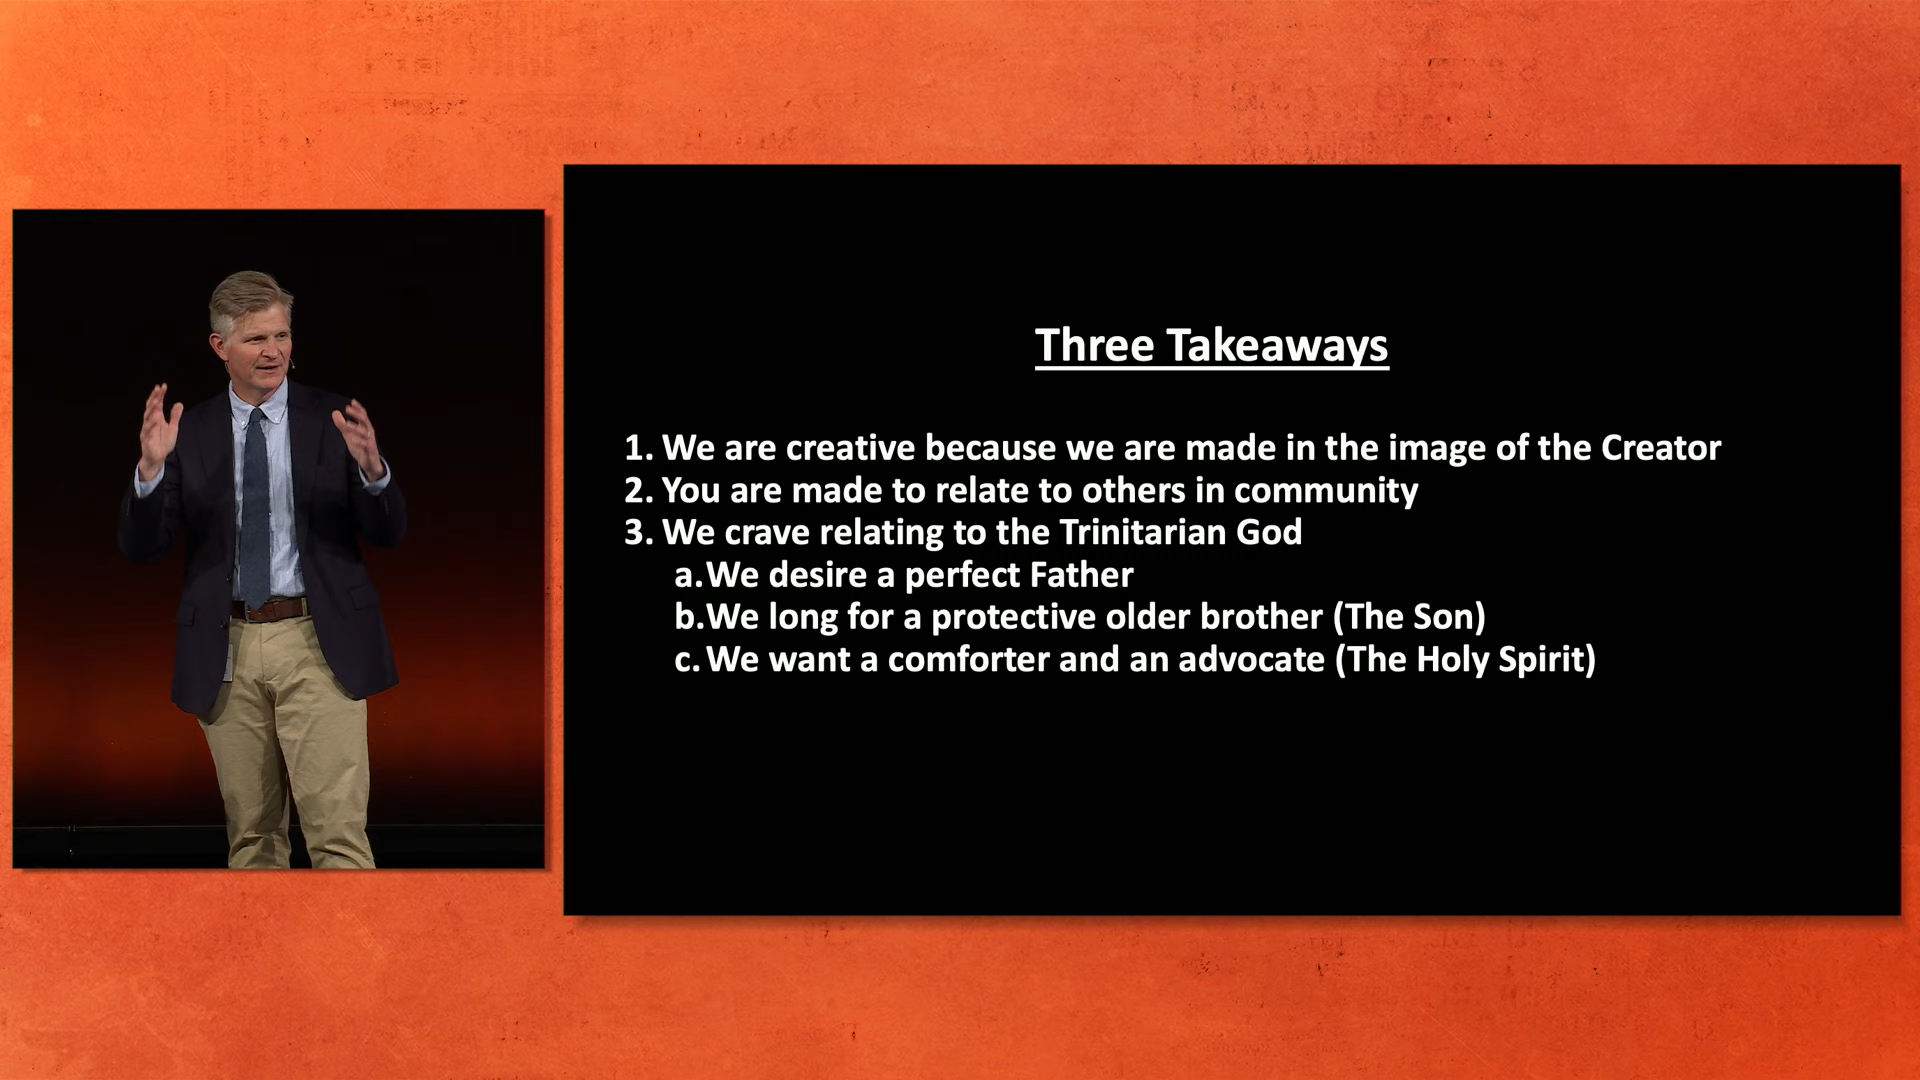 Three Takeaways
1. We are creative because we are made in the image of the Creator
2. You are made to relate to others in community
3. We crave relating to the Trinitarian God
a. We desire a perfect Father
b. We long for a protective older brother (The Son)
c. We want a comforter and an advocate (The Holy Spirit)